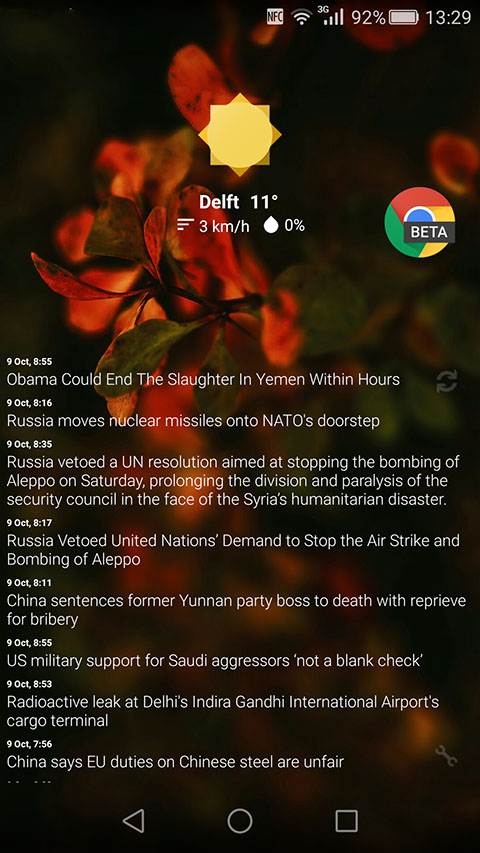 NFC 3G 92% 13:29
Delft 11°
3 km/h 0%
BETA
9 Oct, 8:55
Obama Could End The Slaughter In Yemen Within Hours
9 Oct, 8:16
Russia moves nuclear missiles onto NATO's doorstep
9 Oct, 8:35
Russia vetoed a UN resolution aimed at stopping the bombing of
Aleppo on Saturday, prolonging the division and paralysis of the
security council in the face of the Syria's humanitarian disaster.
9 Oct, 8:17
Russia Vetoed United Nations’ Demand to Stop the Air Strike and
Bombing of Aleppo
9 Oct, 8:11
China sentences former Yunnan party boss to death with reprieve
for bribery
9 Oct, 8:55
US military support for Saudi aggressors ‘not a blank check’
9 Oct, 8:53
Radioactive leak at Delhi's Indira Gandhi International Airport's
cargo terminal
9 Oct, 7:56
China says EU duties on Chinese steel are unfair